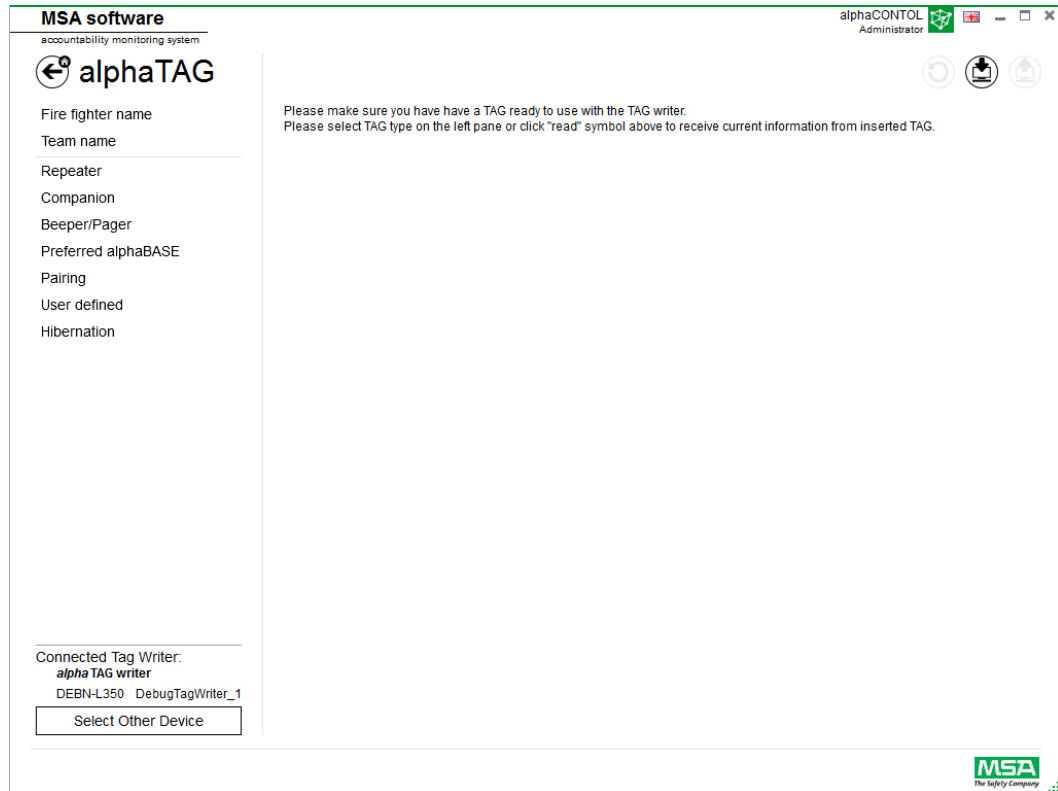 MSA software
accountability monitoring system
alphaCONTOL
Administrator
alphaTAG
Fire fighter name
Team name
Repeater
Companion
Beeper/Pager
Preferred alphaBASE
Pairing
User defined
Hibernation
Please make sure you have have a TAG ready to use with the TAG writer.
Please select TAG type on the left pane or click "read" symbol above to receive current information from inserted TAG.
Connected Tag Writer:
alpha TAG writer
DEBN-L350 DebugTagWriter_1
Select Other Device
MSA
The Safety Company